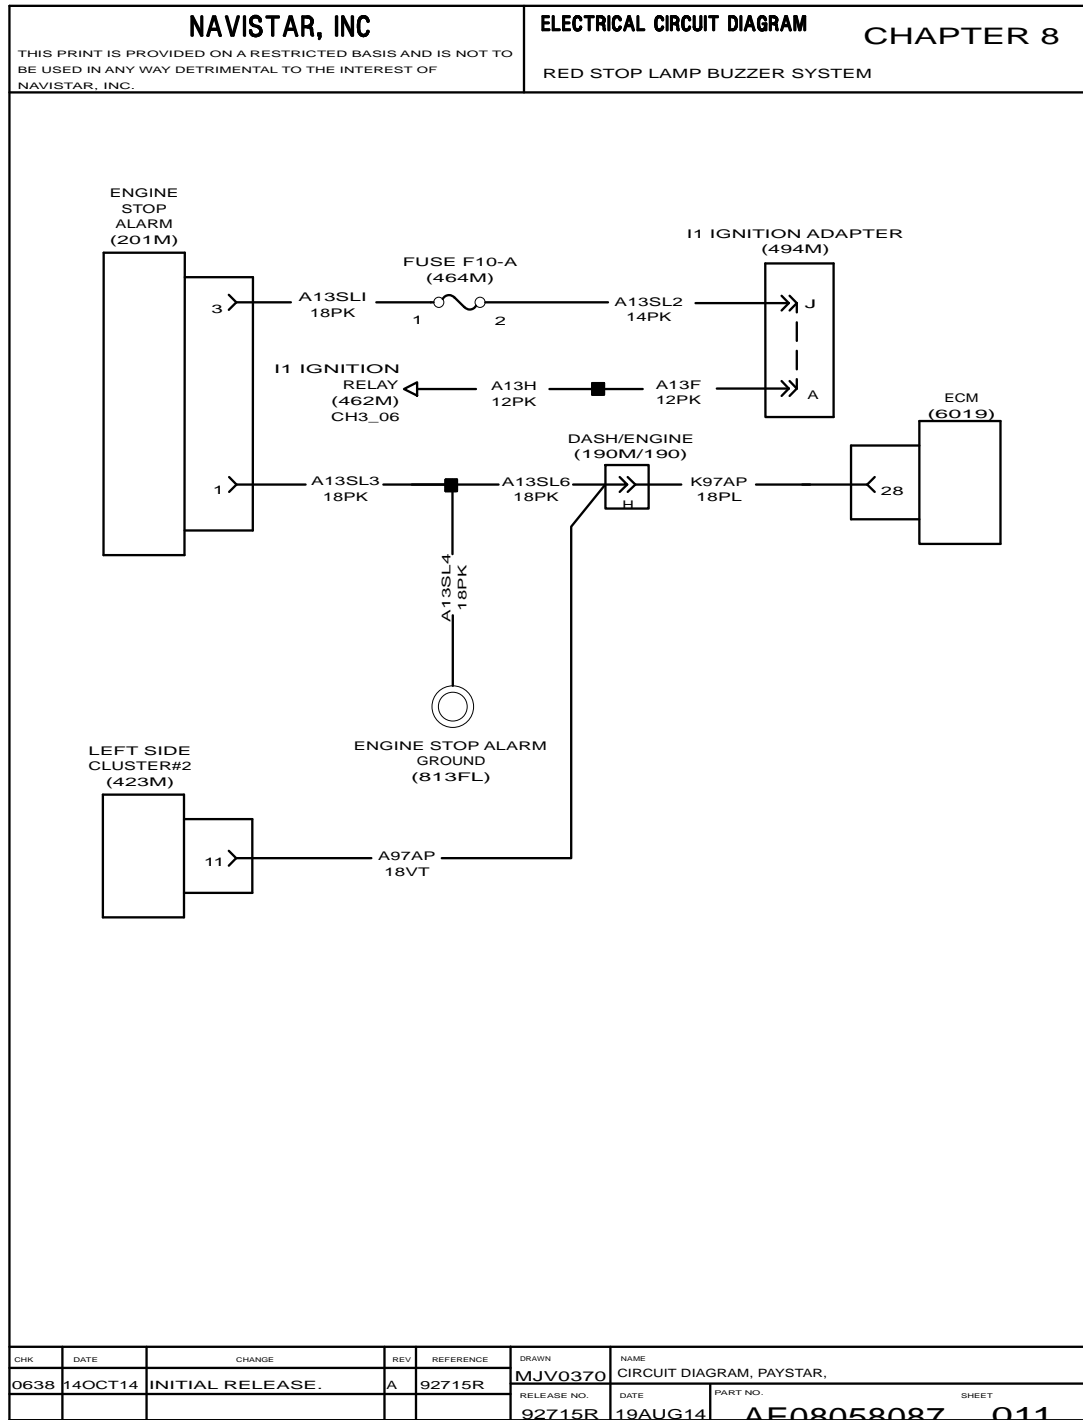 NAVISTAR, INC
THIS PRINT IS PROVIDED ON A RESTRICTED BASIS AND IS NOT TO
BE USED IN ANY WAY DETRIMENTAL TO THE INTEREST OF
NAVISTAR, INC.
ELECTRICAL CIRCUIT DIAGRAM
CHAPTER 8
RED STOP LAMP BUZZER SYSTEM
ENGINE
STOP
ALARM
(201M)
3
A13SLI
18PK
FUSE F10-A
(464M)
1
2
A13SL2
14PK
I1 IGNITION ADAPTER
(494M)
J
A
I1 IGNITION
RELAY
(462M)
CH3_06
A13H
12PK
A13F
12PK
ECM
(6019)
28
DASH/ENGINE
(190M/190)
H
1
A13SL3
18PK
A13SL6
18PK
K97AP
18PL
A13SL4
18PK
ENGINE STOP ALARM
GROUND
(813FL)
LEFT SIDE
CLUSTER#2
(423M)
11
A97AP
18VT
CHK DATE CHANGE REV REFERENCE
0638 14OCT14 INITIAL RELEASE. A 92715R
DRAWN
MJV0370
NAME
CIRCUIT DIAGRAM, PAYSTAR,
RELEASE NO.
92715R
DATE
19AUG14
PART NO.
AE08058087
SHEET
011